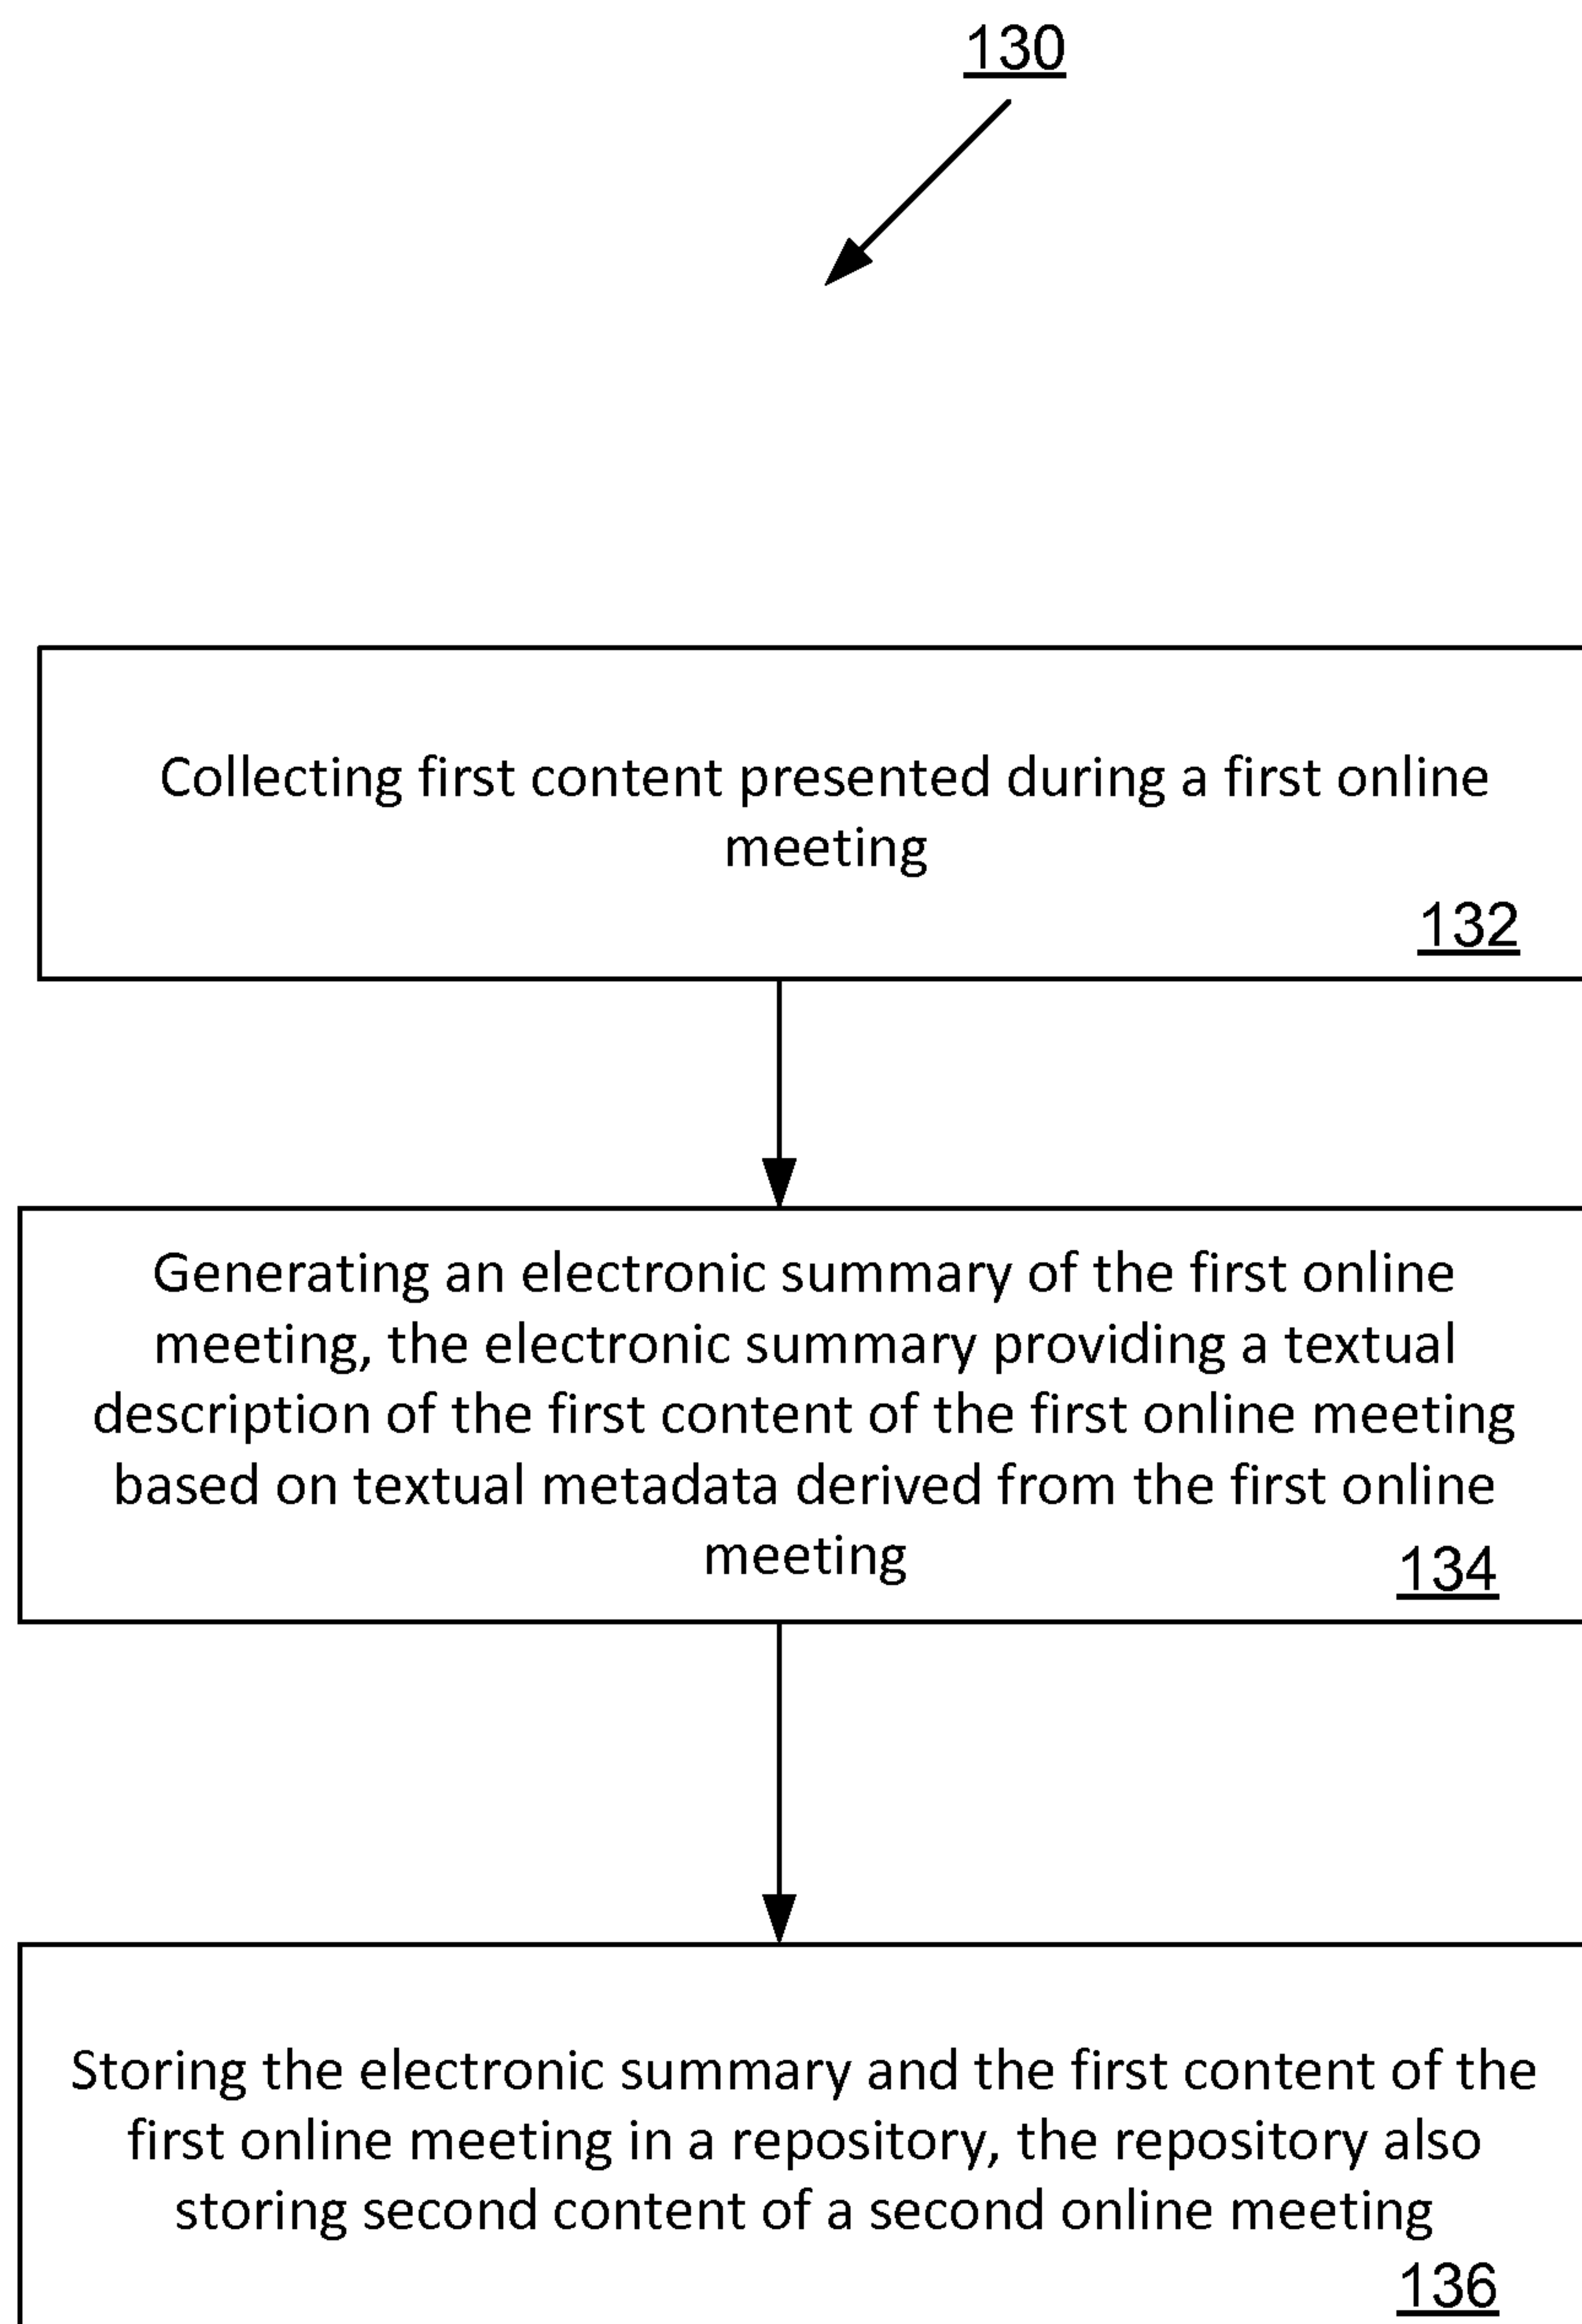 130
Collecting first content presented during a first online
meeting
132
Generating an electronic summary of the first online
meeting, the electronic summary providing a textual
description of the first content of the first online meeting
based on textual metadata derived from the first online
meeting
134
Storing the electronic summary and the first content of the
first online meeting in a repository, the repository also
storing second content of a second online meeting
136